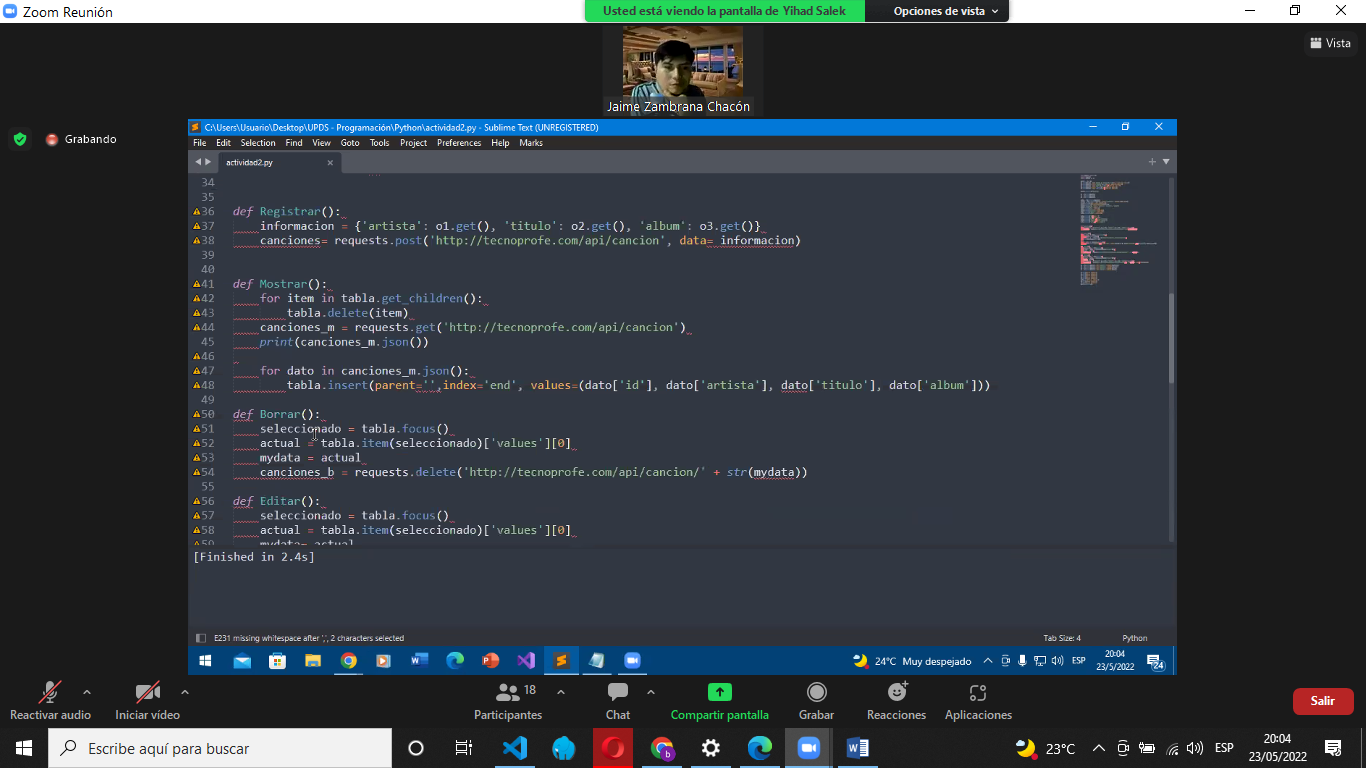 Zoom Reunión
Usted está viendo la pantalla de Yihad Salek
Opciones de vista
Vista
Jaime Zambrana Chacón
Grabando
C:\Users\Usuario\Desktop\UPDS - Programación\Python\actividad2.py - Sublime Text (UNREGISTERED)
File Edit Selection Find View Goto Tools Project Preferences Help Marks
actividad2.py
34
35
36 def Registrar():
37     informacion = {'artista': o1.get(), 'titulo': o2.get(), 'album': o3.get()}
38     canciones= requests.post('http://tecnoprofe.com/api/cancion', data= informacion)
39
40
41 def Mostrar():
42     for item in tabla.get_children():
43         tabla.delete(item)
44     canciones_m = requests.get('http://tecnoprofe.com/api/cancion')
45     print(canciones_m.json())
46
47     for dato in canciones_m.json():
48         tabla.insert(parent='',index='end', values=(dato['id'], dato['artista'], dato['titulo'], dato['album']))
49
50 def Borrar():
51     seleccionado = tabla.focus()
52     actual = tabla.item(seleccionado)['values'][0]
53     mydata = actual
54     canciones_b = requests.delete('http://tecnoprofe.com/api/cancion/' + str(mydata))
55
56 def Editar():
57     seleccionado = tabla.focus()
58     actual = tabla.item(seleccionado)['values'][0]
59     mydata= actual
[Finished in 2.4s]
E231 missing whitespace after ',', 2 characters selected
Tab Size: 4
Python
24°C Muy despejado
ESP
20:04
23/5/2022
24
Reactivar audio
Iniciar vídeo
18
Participantes
Chat
Compartir pantalla
Grabar
Reacciones
Aplicaciones
Salir
Escribe aquí para buscar
23°C
ESP
20:04
23/05/2022